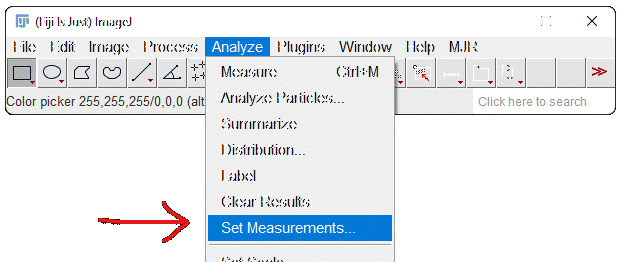 (Fiji Is Just) ImageJ
File Edit Image Process Analyze Plugins Window Help MJR
Measure Ctrl+M
Color picker 255,255,255/0,0,0 (alt
Click here to search
Analyze Particles...
Summarize
Distribution...
Label
Clear Results
Set Measurements...